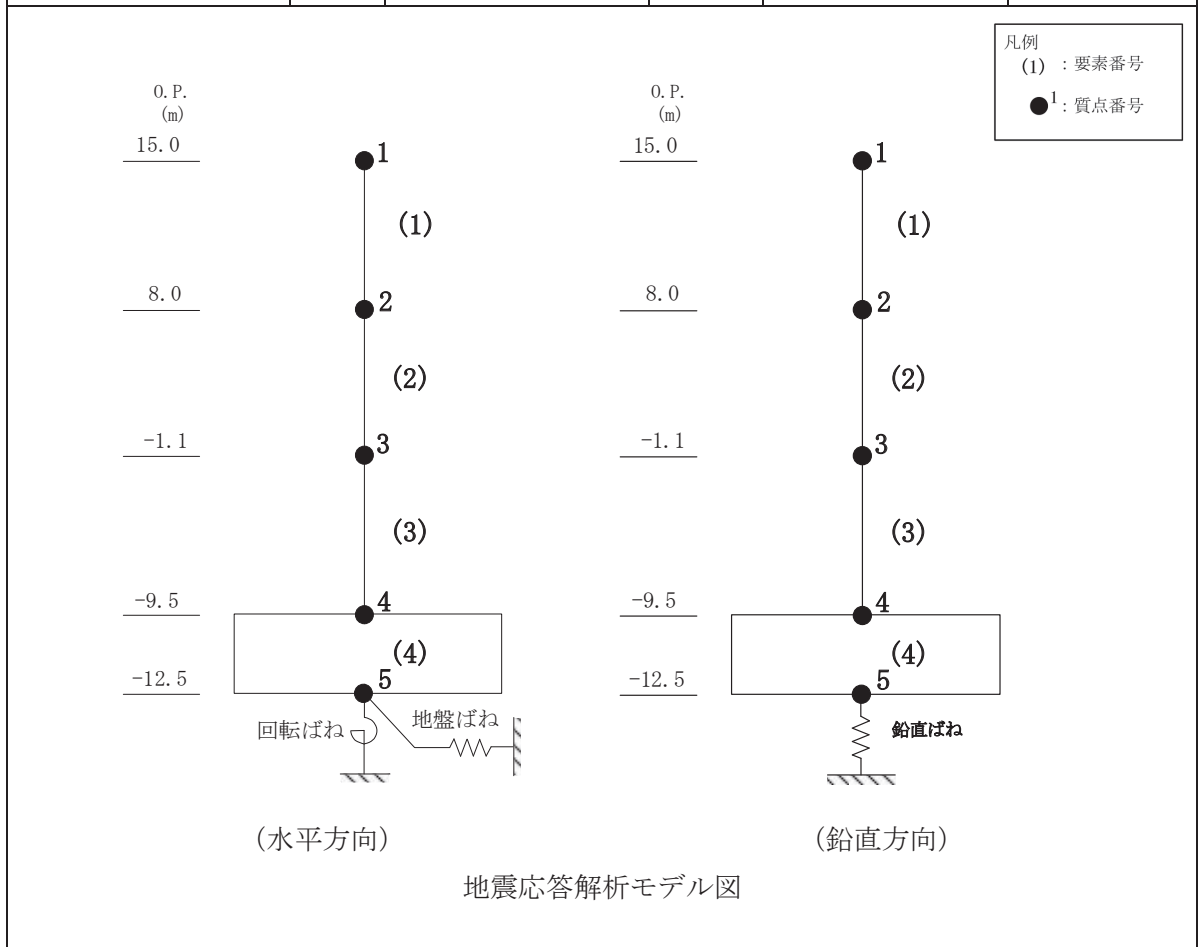 凡例
(1) : 要素番号
1 : 質点番号
O.P.
(m)
15.0
8.0
-1.1
-9.5
-12.5
1
(1)
2
(2)
3
(3)
4
(4)
5
回転ばね
地盤ばね
(水平方向)
O.P.
(m)
15.0
8.0
-1.1
-9.5
-12.5
1
(1)
2
(2)
3
(3)
4
(4)
5
鉛直ばね
(鉛直方向)
地震応答解析モデル図